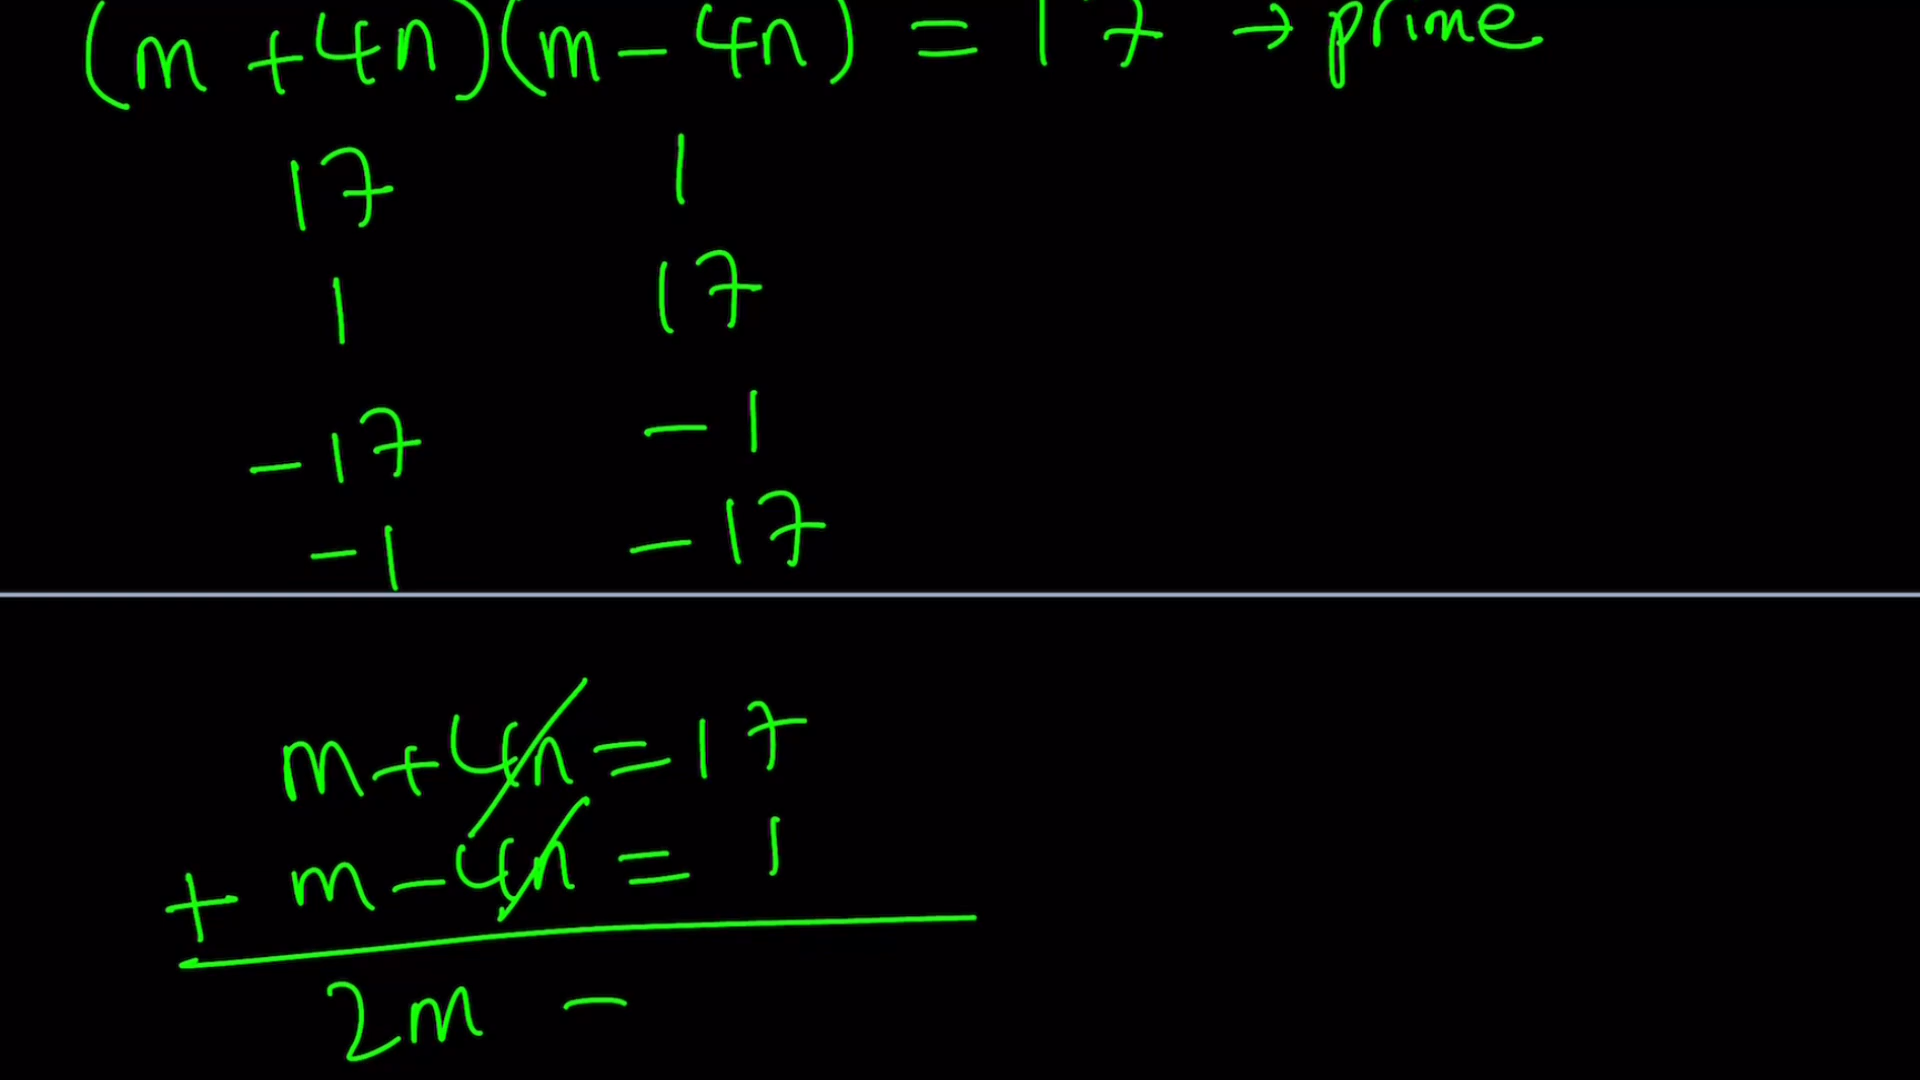 (m + 4n)(m - 4n) = 17 → prime
17 1
1 17
-17 -1
-1 -17
m + 4n = 17
+ m - 4n = 1
2m -